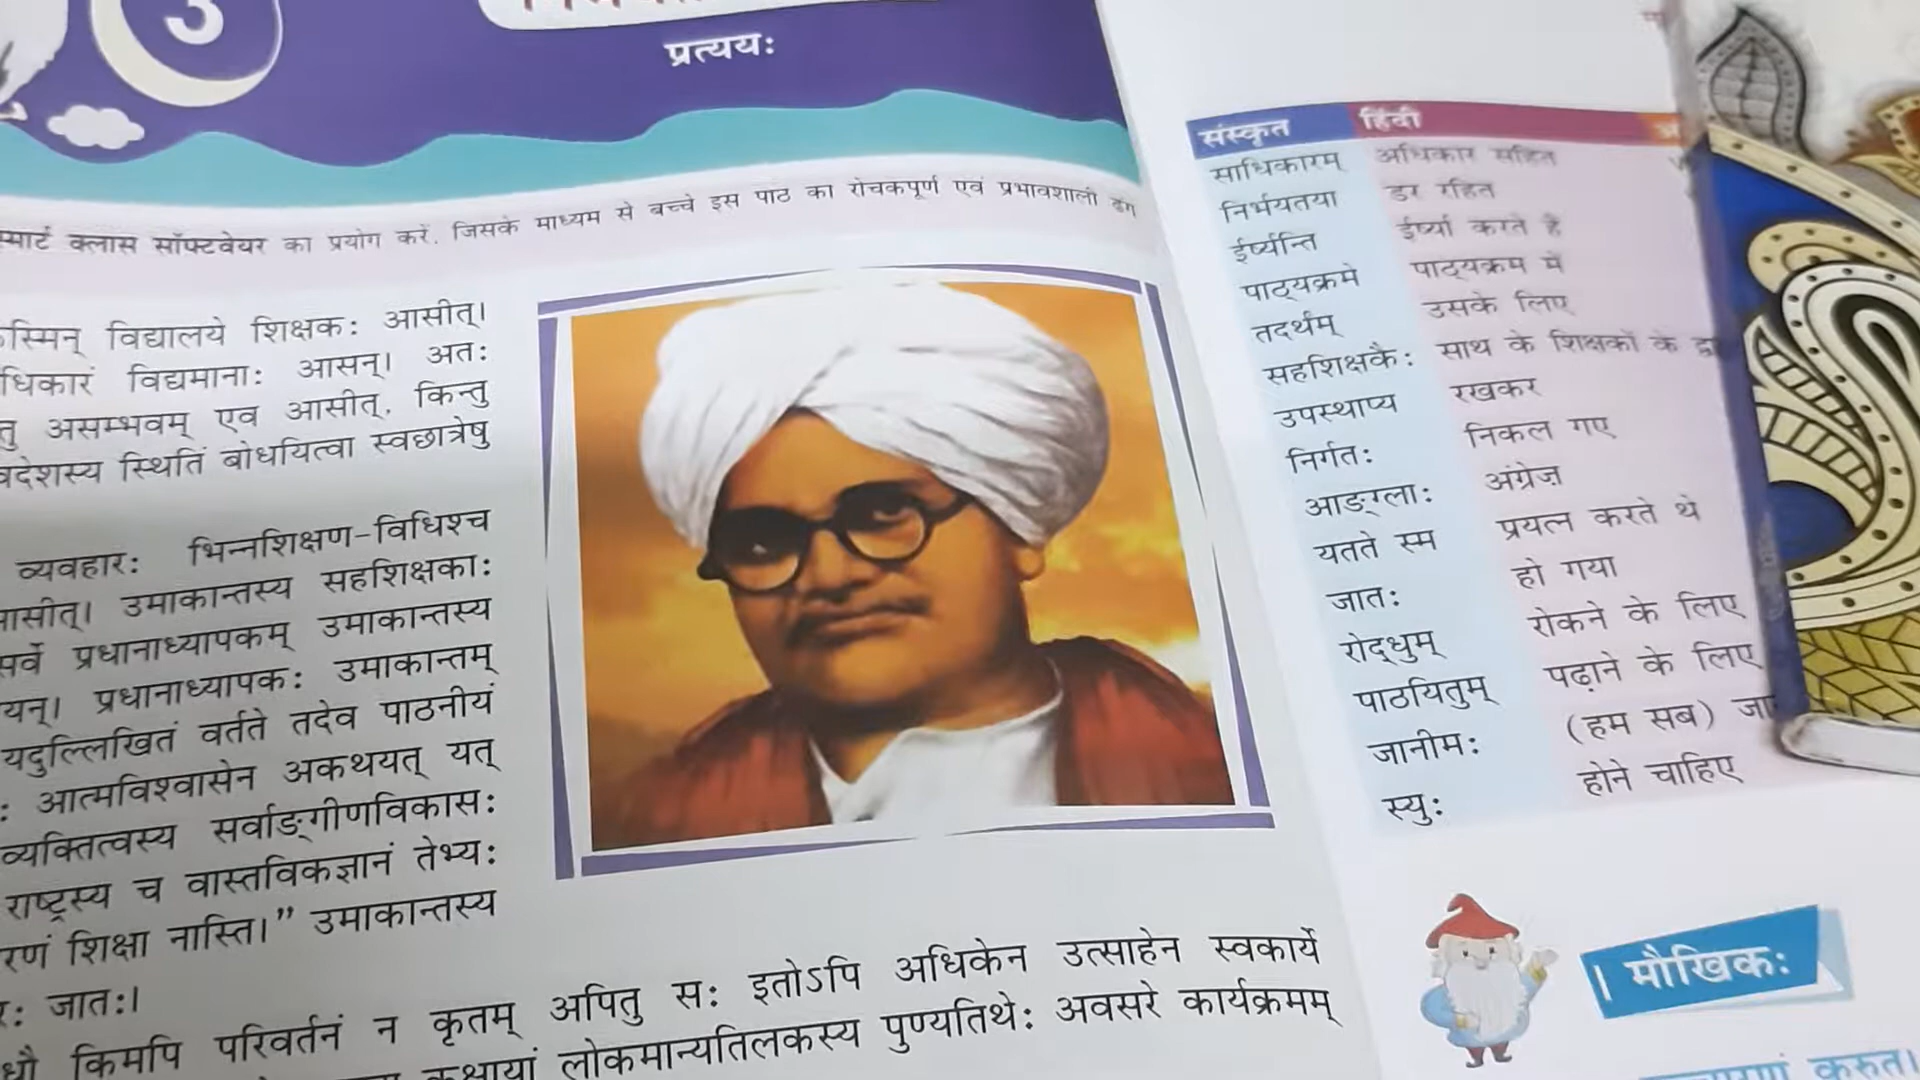 3
प्रत्ययः
स्मार्ट क्लास सॉफ्टवेयर का प्रयोग करें, जिसके माध्यम से बच्चे इस पाठ का रोचकपूर्ण एवं प्रभावशाली ढंग
विद्यालये शिक्षकः आसीत्।
विद्यमानाः आसन्। अतः
असम्भवम् एव आसीत्, किन्तु
स्थितिं बोधयित्वा स्वछात्रेषु
व्यवहारः भिन्नशिक्षण-विधिश्च
आसीत्। उमाकान्तस्य सहशिक्षकाः
सर्वे प्रधानाध्यापकम् उमाकान्तस्य
यन्। प्रधानाध्यापकः उमाकान्तम्
यदुल्लिखितं वर्तते तदेव पाठनीयं
आत्मविश्वासेन अकथयत् यत्
व्यक्तित्वस्य सर्वाङ्गीणविकासः
राष्ट्रस्य च वास्तविकज्ञानं तेभ्यः
रणं शिक्षा नास्ति।” उमाकान्तस्य
जातः।
किमपि परिवर्तनं न कृतम् अपितु सः इतोऽपि अधिकेन उत्साहेन स्वकार्ये
कक्षायां लोकमान्यतिलकस्य पुण्यतिथेः अवसरे कार्यक्रमम्
संस्कृत हिंदी
साधिकारम् अधिकार सहित
निर्भयतया डर रहित
ईर्ष्यन्ति ईर्ष्या करते हैं
पाठ्यक्रमे पाठ्यक्रम में
तदर्थम् उसके लिए
सहशिक्षकैः साथ के शिक्षकों के
उपस्थाप्य रखकर
निर्गतः निकल गए
आङ्ग्लाः अंग्रेज
यतते स्म प्रयत्न करते थे
जातः हो गया
रोद्धुम् रोकने के लिए
पाठयितुम् पढ़ाने के लिए
जानीमः (हम सब) जा
स्युः होने चाहिए
मौखिकः